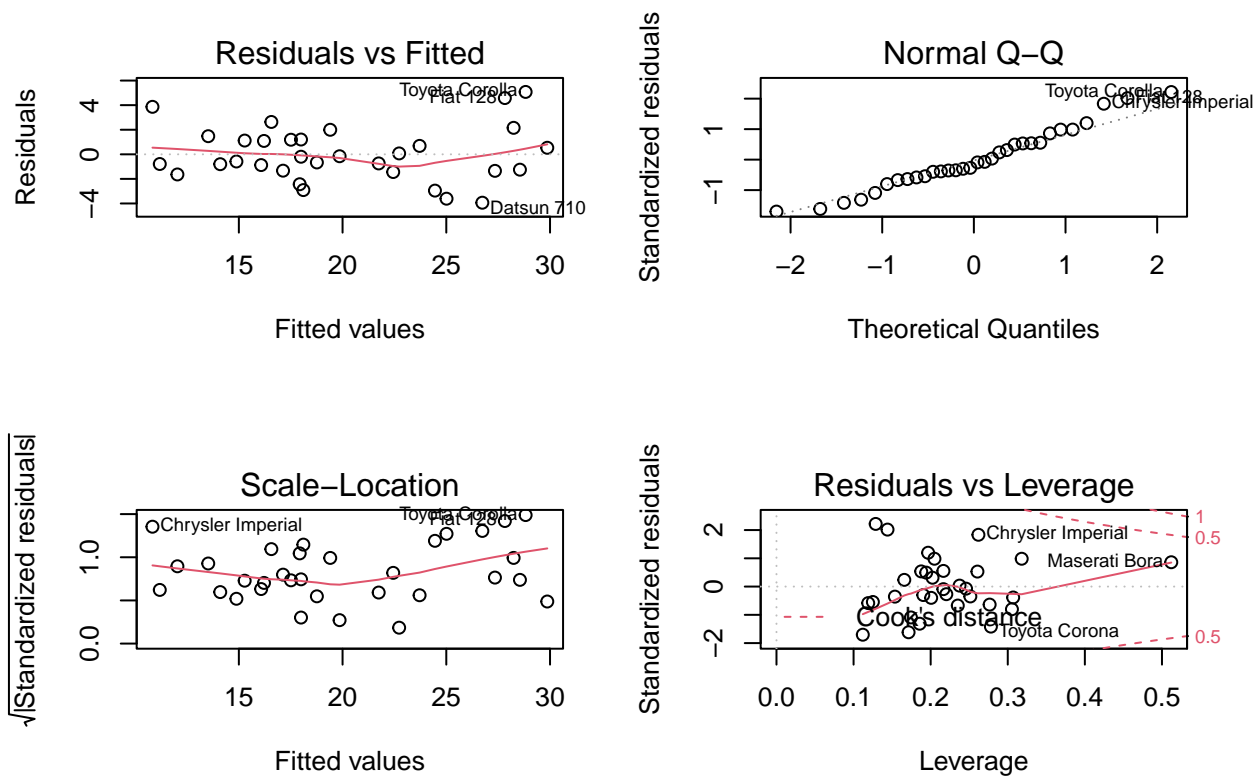 Residuals vs Fitted
Residuals
4
0
−4
Toyota Corolla
Fiat 128
Datsun 710
15
20
25
30
Fitted values
Normal Q−Q
Standardized residuals
1
−1
Toyota Corolla
Fiat 128
Chrysler Imperial
−2
−1
0
1
2
Theoretical Quantiles
Scale−Location
√|Standardized residuals|
1.0
0.0
Chrysler Imperial
Toyota Corolla
Fiat 128
15
20
25
30
Fitted values
Residuals vs Leverage
Standardized residuals
2
0
−2
Chrysler Imperial
Maserati Bora
Toyota Corona
Cook's distance
1
0.5
0.5
0.0
0.1
0.2
0.3
0.4
0.5
Leverage